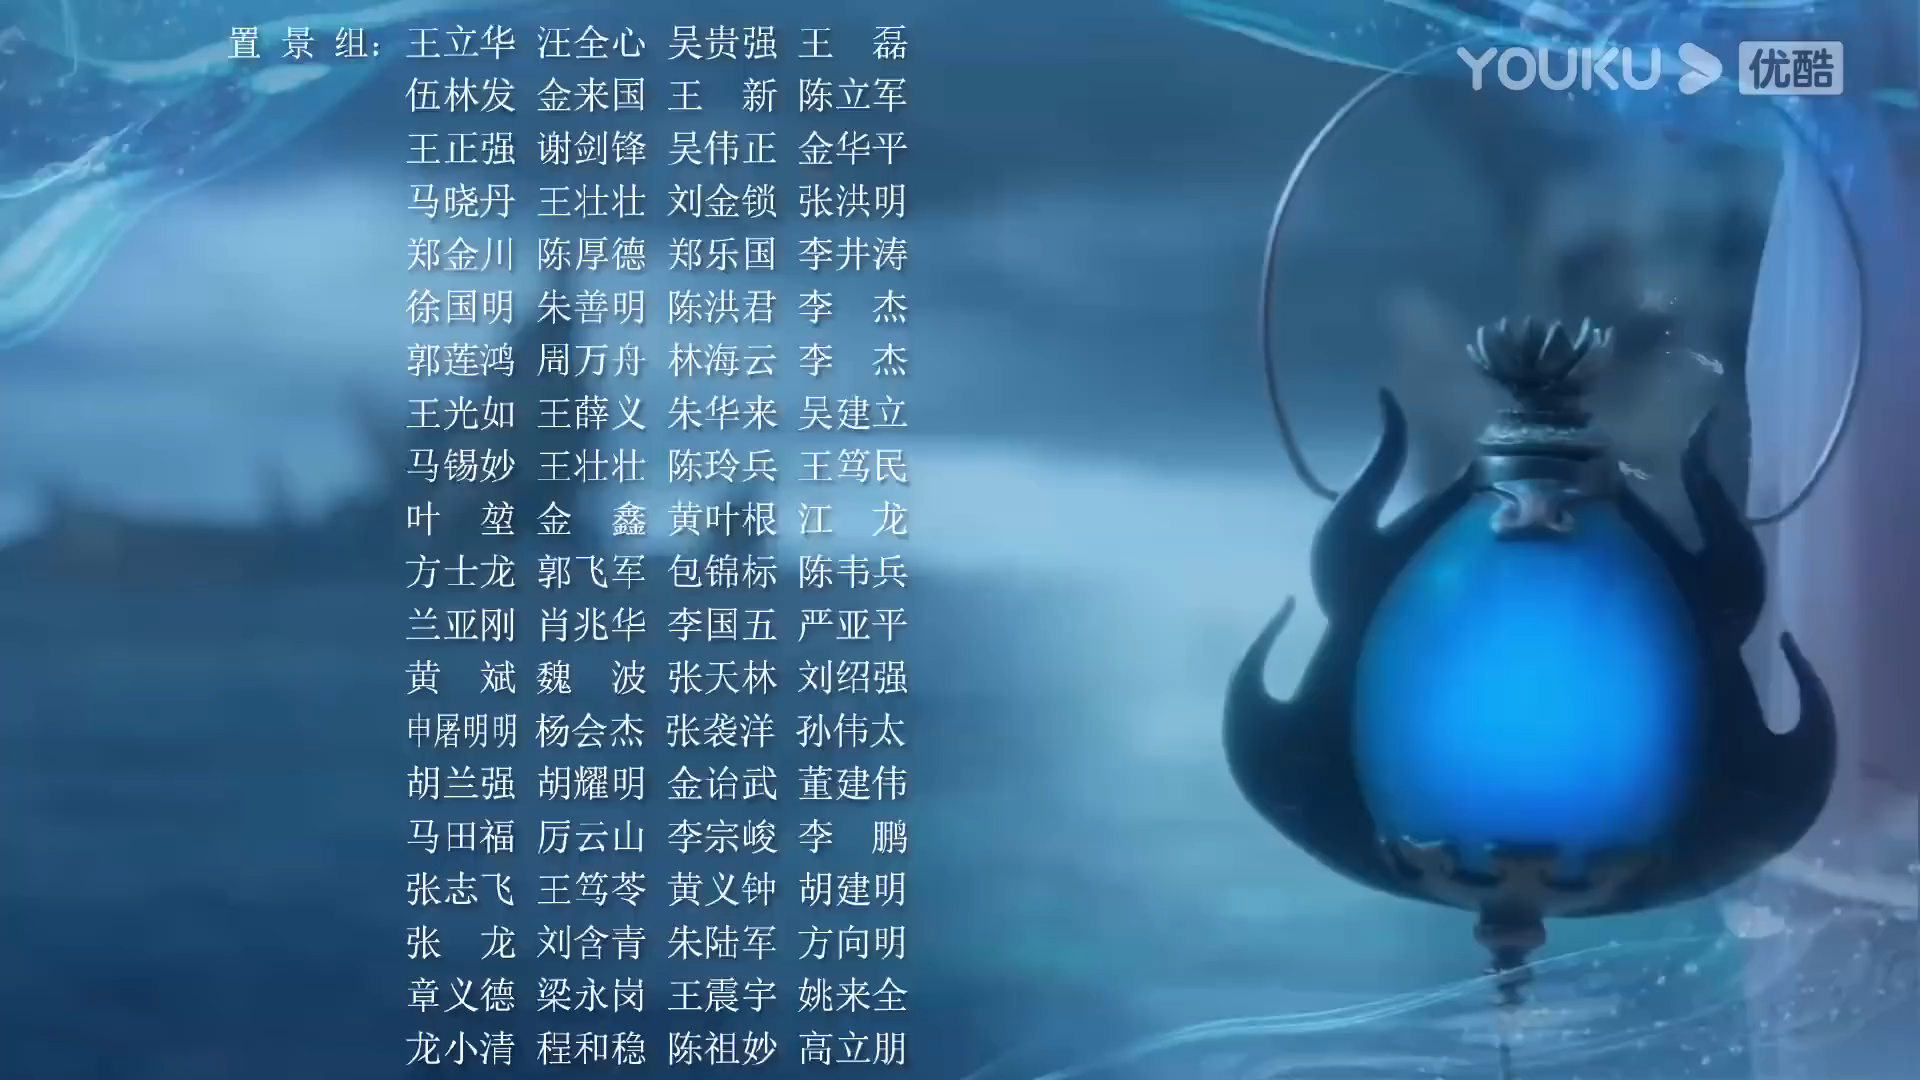 置景组：王立华 汪全心 吴贵强 王磊
YOUKU 优酷
伍林发 金来国 王新 陈立军
王正强 谢剑锋 吴伟正 金华平
马晓丹 王壮壮 刘金锁 张洪明
郑金川 陈厚德 郑乐国 李井涛
徐国明 朱善明 陈洪君 李杰
郭莲鸿 周万舟 林海云 李杰
王光如 王薛义 朱华来 吴建立
马锡妙 王壮壮 陈玲兵 王笃民
叶堃 金鑫 黄叶根 江龙
方士龙 郭飞军 包锦标 陈韦兵
兰亚刚 肖兆华 李国五 严亚平
黄斌 魏波 张天林 刘绍强
申屠明明 杨会杰 张袭洋 孙伟太
胡兰强 胡耀明 金诒武 董建伟
马田福 厉云山 李宗峻 李鹏
张志飞 王笃苓 黄义钟 胡建明
张龙 刘含青 朱陆军 方向明
章义德 梁永岗 王震宇 姚来全
龙小清 程和稳 陈祖妙 高立朋